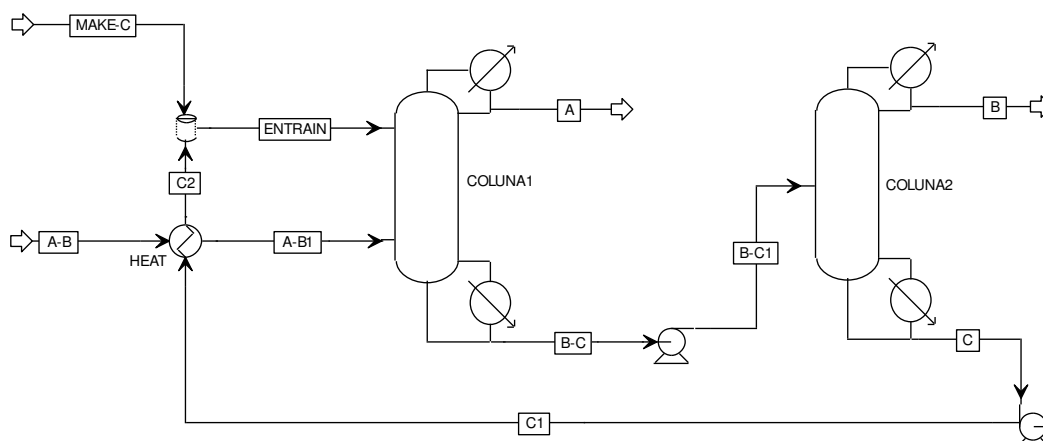 MAKE-C
A
B
ENTRAIN
COLUNA1
C2
COLUNA2
A-B
A-B1
HEAT
B-C1
B-C
C
C1